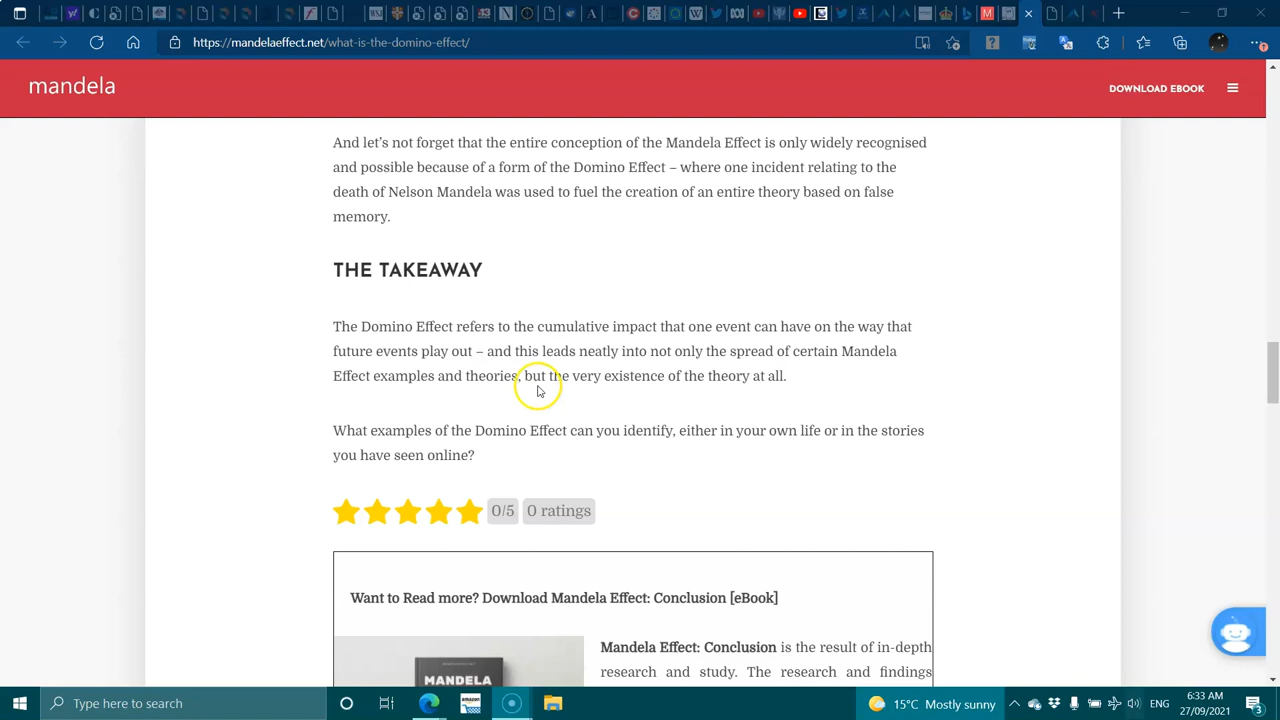 https://mandelaeffect.net/what-is-the-domino-effect/
mandela
DOWNLOAD EBOOK
And let’s not forget that the entire conception of the Mandela Effect is only widely recognised
and possible because of a form of the Domino Effect – where one incident relating to the
death of Nelson Mandela was used to fuel the creation of an entire theory based on false
memory.
THE TAKEAWAY
The Domino Effect refers to the cumulative impact that one event can have on the way that
future events play out – and this leads neatly into not only the spread of certain Mandela
Effect examples and theories, but the very existence of the theory at all.
What examples of the Domino Effect can you identify, either in your own life or in the stories
you have seen online?
0/5 0 ratings
Want to Read more? Download Mandela Effect: Conclusion [eBook]
Mandela Effect: Conclusion is the result of in-depth
research and study. The research and findings
MANDELA
Type here to search
15°C Mostly sunny
ENG
6:33 AM
27/09/2021
3